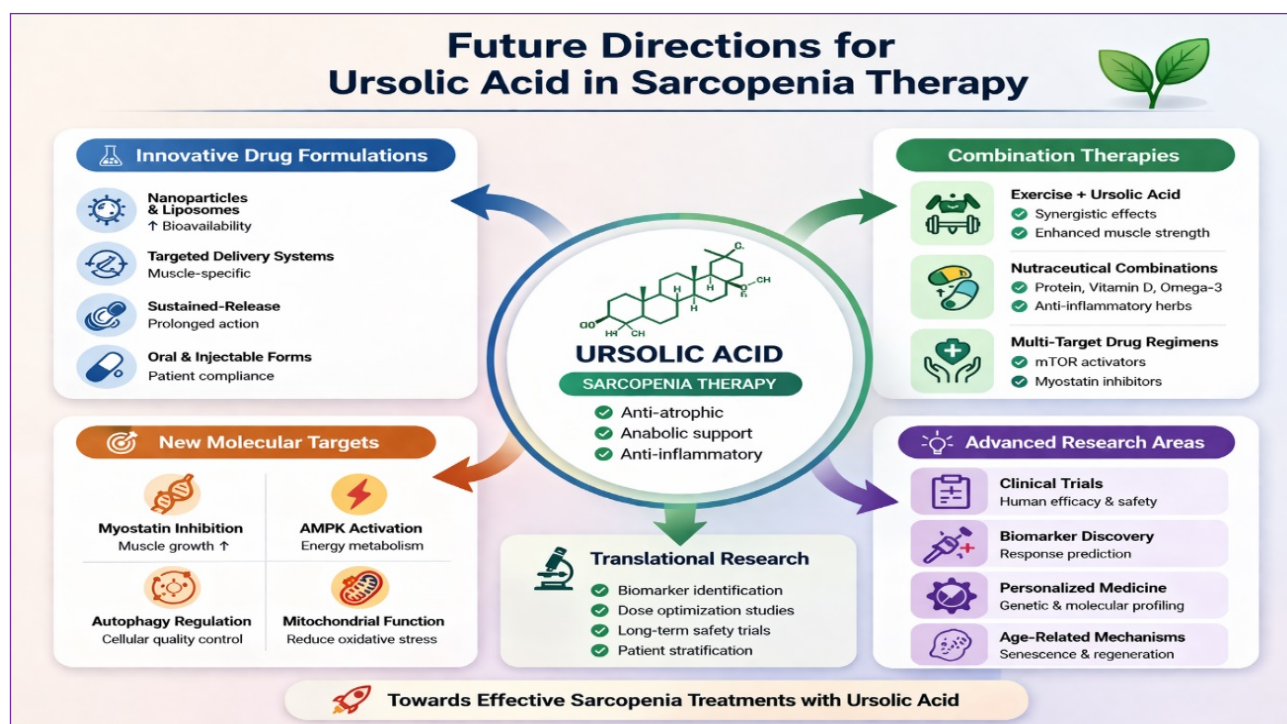 Future Directions for
Ursolic Acid in Sarcopenia Therapy
Innovative Drug Formulations
Nanoparticles
& Liposomes
↑ Bioavailability
Targeted Delivery Systems
Muscle-specific
Sustained-Release
Prolonged action
Oral & Injectable Forms
Patient compliance
Combination Therapies
Exercise + Ursolic Acid
Synergistic effects
Enhanced muscle strength
Nutraceutical Combinations
Protein, Vitamin D, Omega-3
Anti-inflammatory herbs
Multi-Target Drug Regimens
mTOR activators
Myostatin inhibitors
H
H
H
URSOLIC ACID
SARCOPENIA THERAPY
Anti-atrophic
Anabolic support
Anti-inflammatory
New Molecular Targets
Myostatin Inhibition
Muscle growth ↑
AMPK Activation
Energy metabolism
Autophagy Regulation
Cellular quality control
Mitochondrial Function
Reduce oxidative stress
Translational Research
Biomarker identification
Dose optimization studies
Long-term safety trials
Patient stratification
Advanced Research Areas
Clinical Trials
Human efficacy & safety
Biomarker Discovery
Response prediction
Personalized Medicine
Genetic & molecular profiling
Age-Related Mechanisms
Senescence & regeneration
Towards Effective Sarcopenia Treatments with Ursolic Acid